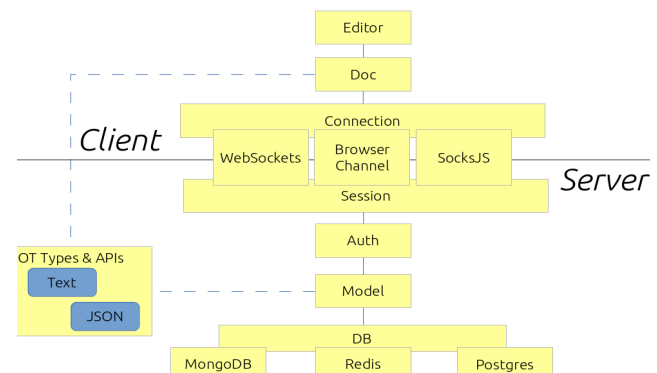 Editor
Doc
Connection
Client
WebSockets
Browser
Channel
SocksJS
Server
Session
Auth
OT Types & APIs
Text
JSON
Model
DB
MongoDB
Redis
Postgres